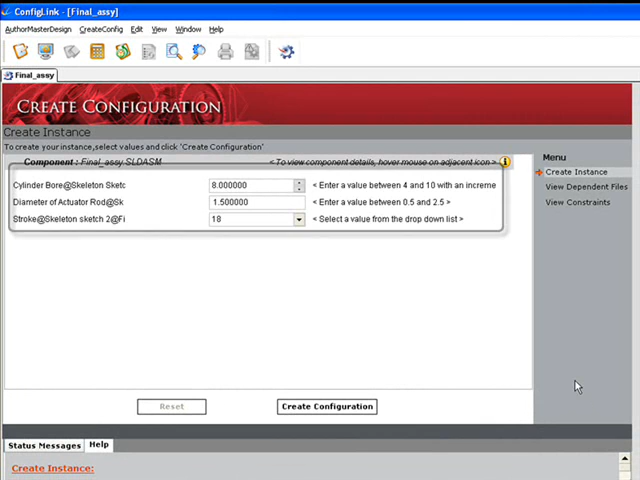 ConfigLink - [Final_assy]
AuthorMasterDesign CreateConfig Edit View Window Help
Final_assy
CREATE CONFIGURATION
Create Instance
To create your instance,select values and click 'Create Configuration'
Component : Final_assy.SLDASM <To view component details, hover mouse on adjacent icon > i
Cylinder Bore@Skeleton Sketc 8.000000 < Enter a value between 4 and 10 with an increme
Diameter of Actuator Rod@Sk 1.500000 < Enter a value between 0.5 and 2.5 >
Stroke@Skeleton sketch 2@Fi 18 < Select a value from the drop down list >
Menu
Create Instance
View Dependent Files
View Constraints
Reset Create Configuration
Status Messages Help
Create Instance: